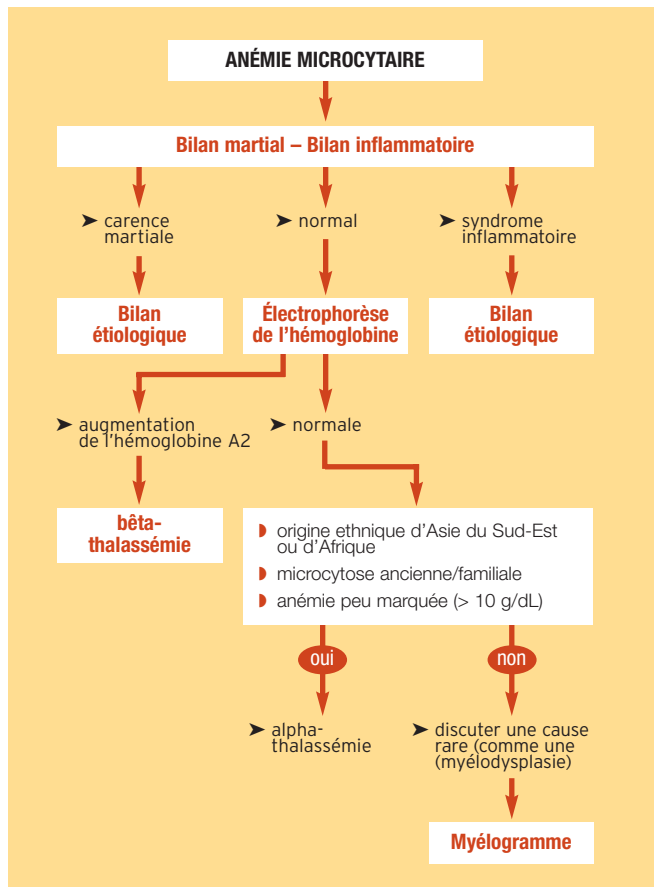 ANÉMIE MICROCYTAIRE
Bilan martial – Bilan inflammatoire
➤ carence
martiale
➤ normal
➤ syndrome
inflammatoire
Bilan
étiologique
Électrophorèse
de l'hémoglobine
Bilan
étiologique
➤ augmentation
de l'hémoglobine A2
➤ normale
bêta-
thalassémie
origine ethnique d'Asie du Sud-Est
ou d'Afrique
microcytose ancienne/familiale
anémie peu marquée (> 10 g/dL)
oui
non
➤ alpha-
thalassémie
➤ discuter une cause
rare (comme une
(myélodysplasie)
Myélogramme